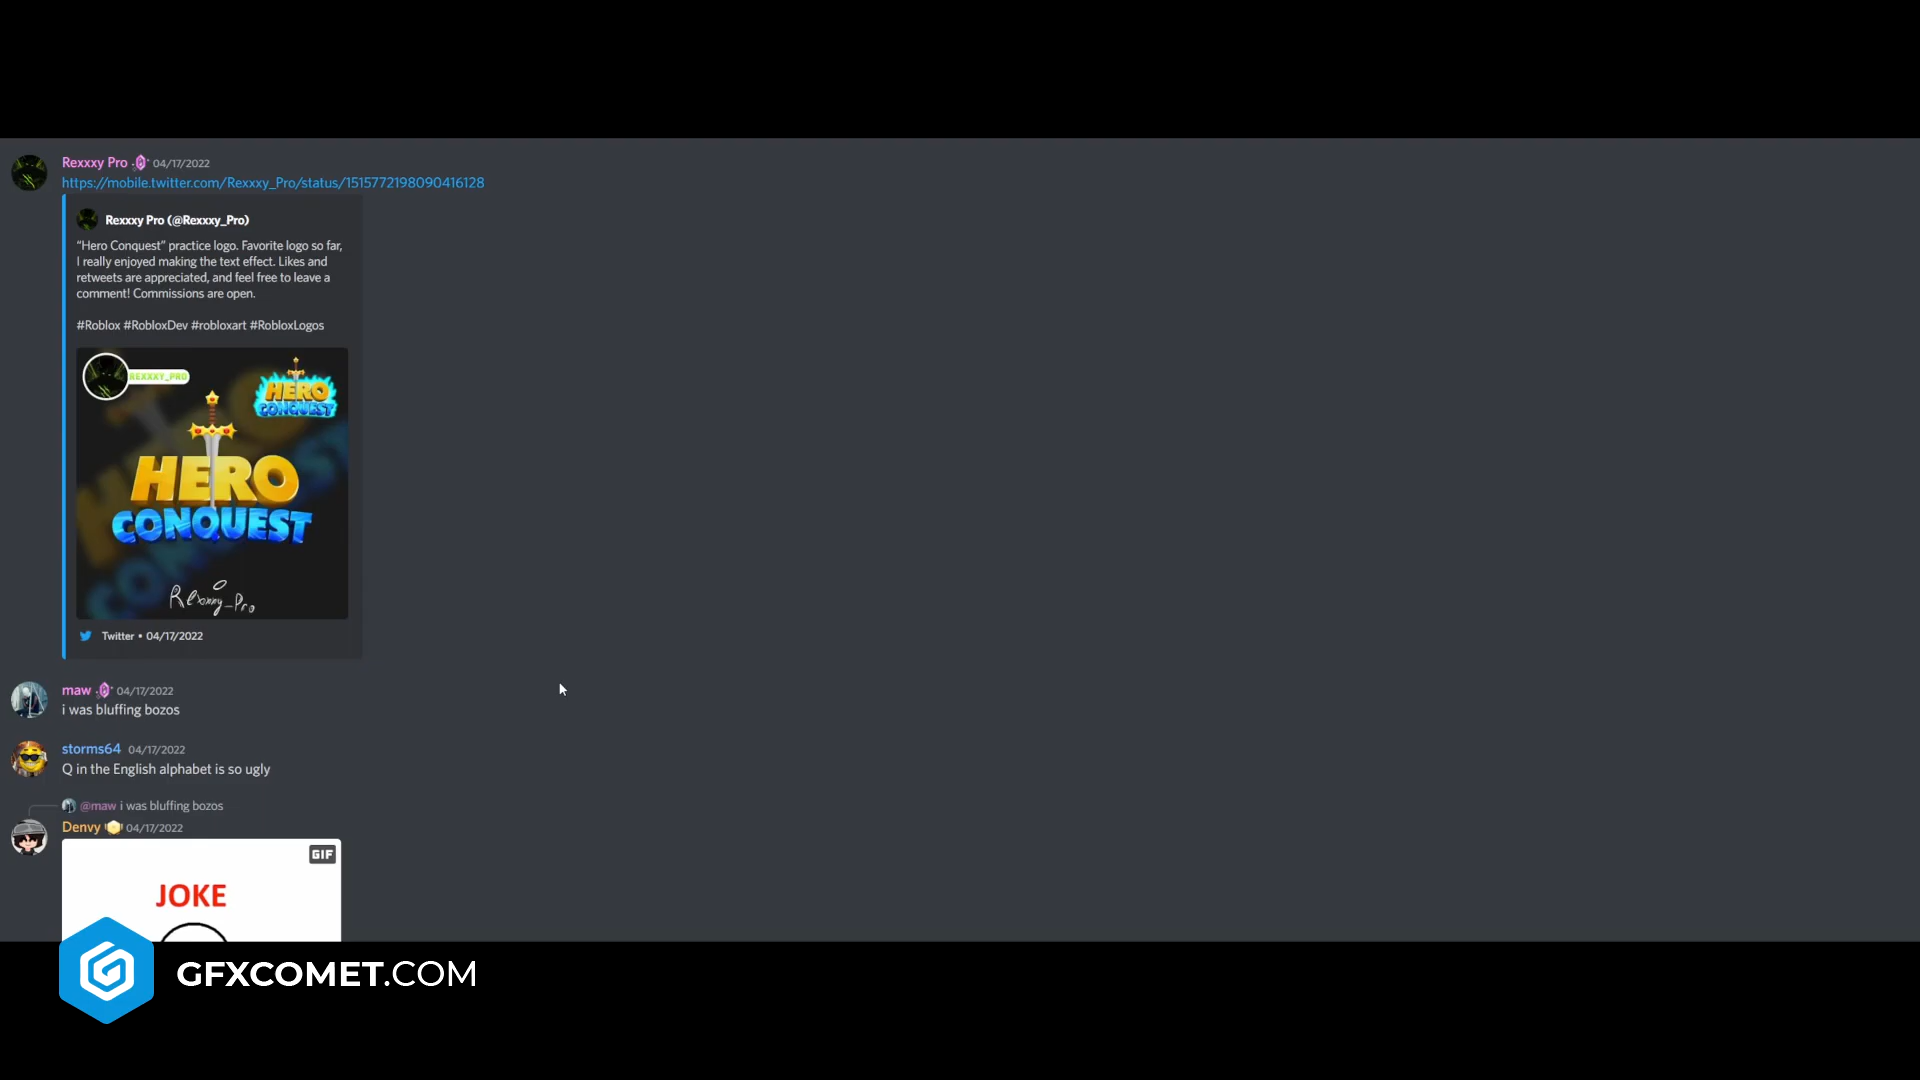 Rexxxy Pro 04/17/2022
https://mobile.twitter.com/Rexxxy_Pro/status/1515772198090416128
Rexxxy Pro (@Rexxxy_Pro)
“Hero Conquest” practice logo. Favorite logo so far,
I really enjoyed making the text effect. Likes and
retweets are appreciated, and feel free to leave a
comment! Commissions are open.
#Roblox #RobloxDev #robloxart #RobloxLogos
REXXXY_PRO
HERO
CONQUEST
HERO
CONQUEST
Rexxxy_Pro
Twitter • 04/17/2022
maw 04/17/2022
i was bluffing bozos
storms64 04/17/2022
Q in the English alphabet is so ugly
@maw i was bluffing bozos
Denvy 04/17/2022
GIF
JOKE
GFXCOMET.COM